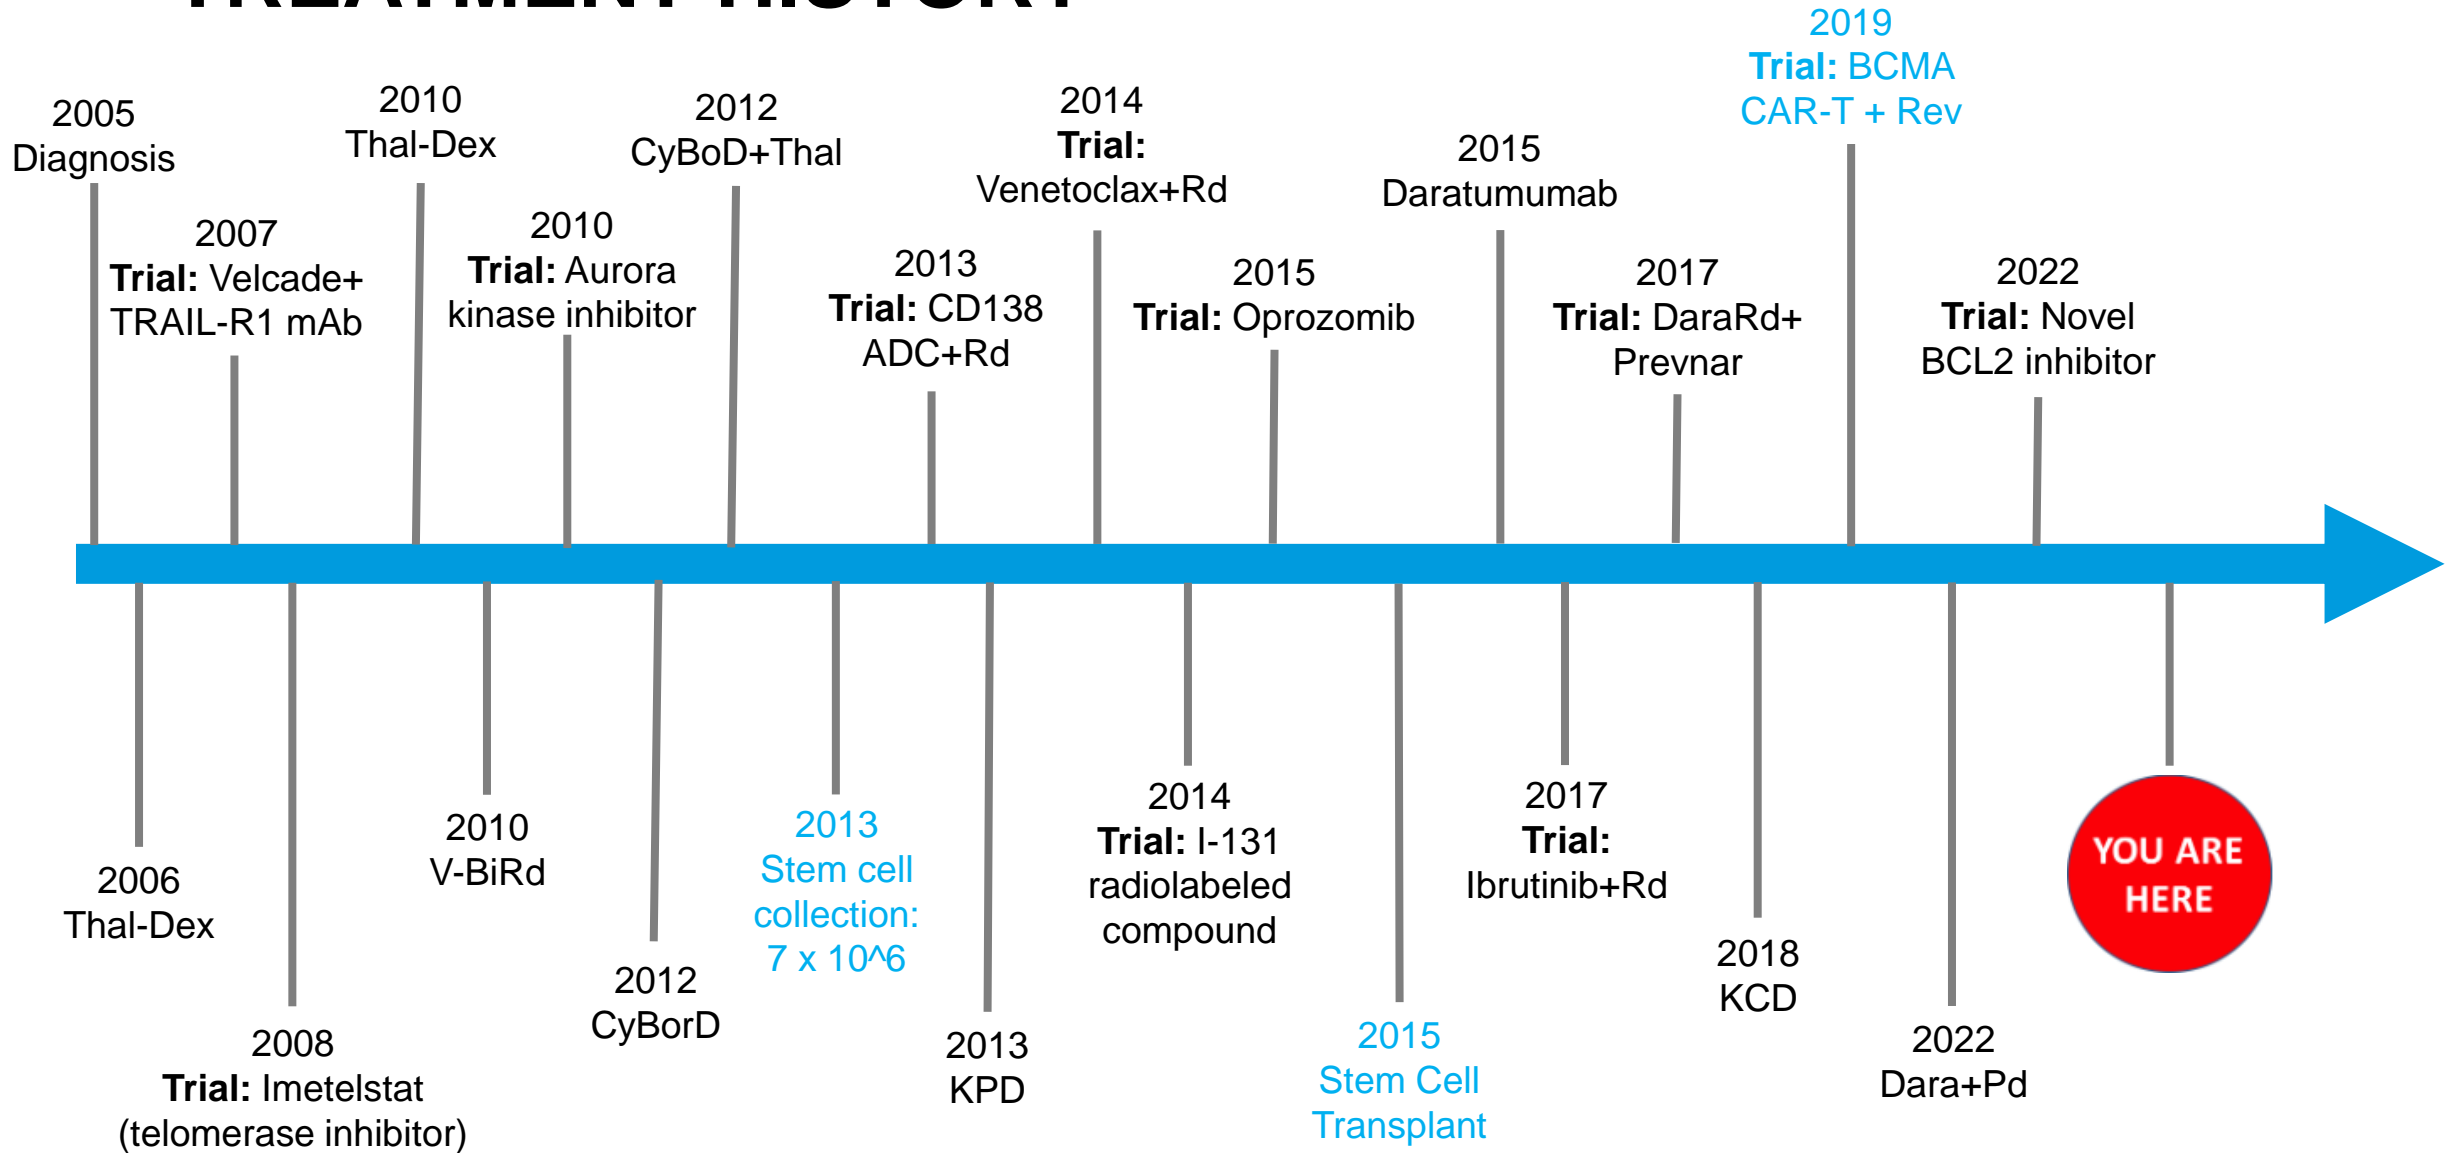 TREATMENT HISTORY
2005
Diagnosis
2006
Thal-Dex
2007
Trial: Velcade+
TRAIL-R1 mAb
2008
Trial: Imetelstat
(telomerase inhibitor)
2010
Thal-Dex
2010
V-BiRd
2010
Trial: Aurora
kinase inhibitor
2012
CyBorD
2012
CyBoD+Thal
2013
Stem cell
collection:
7 x 10^6
2013
Trial: CD138
ADC+Rd
2013
KPD
2014
Trial:
Venetoclax+Rd
2014
Trial: I-131
radiolabeled
compound
2015
Trial: Oprozomib
2015
Stem Cell
Transplant
2015
Daratumumab
2017
Trial:
Ibrutinib+Rd
2017
Trial: DaraRd+
Prevnar
2018
KCD
2019
Trial: BCMA
CAR-T + Rev
2022
Dara+Pd
2022
Trial: Novel
BCL2 inhibitor
YOU ARE
HERE